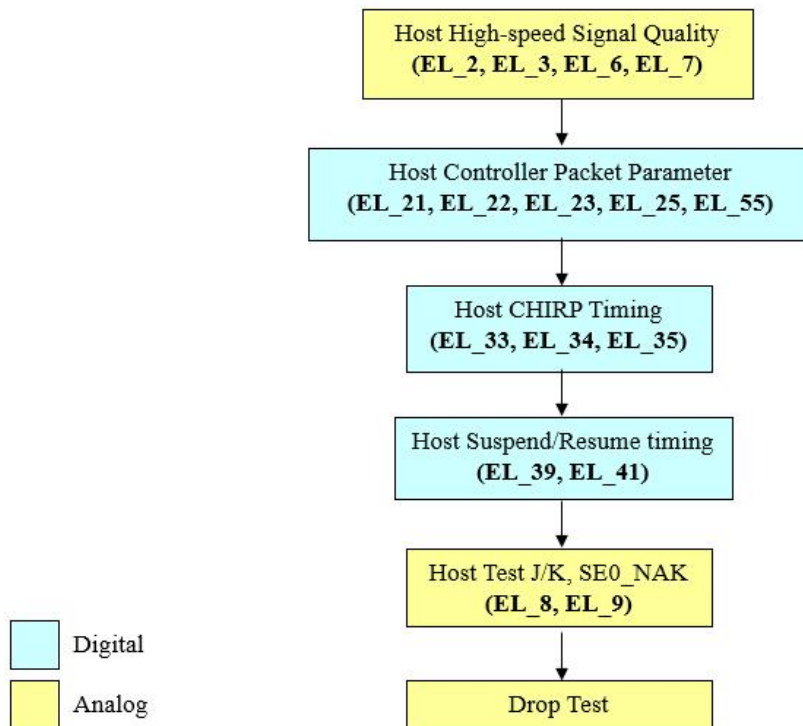 Host High-speed Signal Quality
(EL_2, EL_3, EL_6, EL_7)
Host Controller Packet Parameter
(EL_21, EL_22, EL_23, EL_25, EL_55)
Host CHIRP Timing
(EL_33, EL_34, EL_35)
Host Suspend/Resume timing
(EL_39, EL_41)
Host Test J/K, SE0_NAK
(EL_8, EL_9)
Drop Test
Digital
Analog